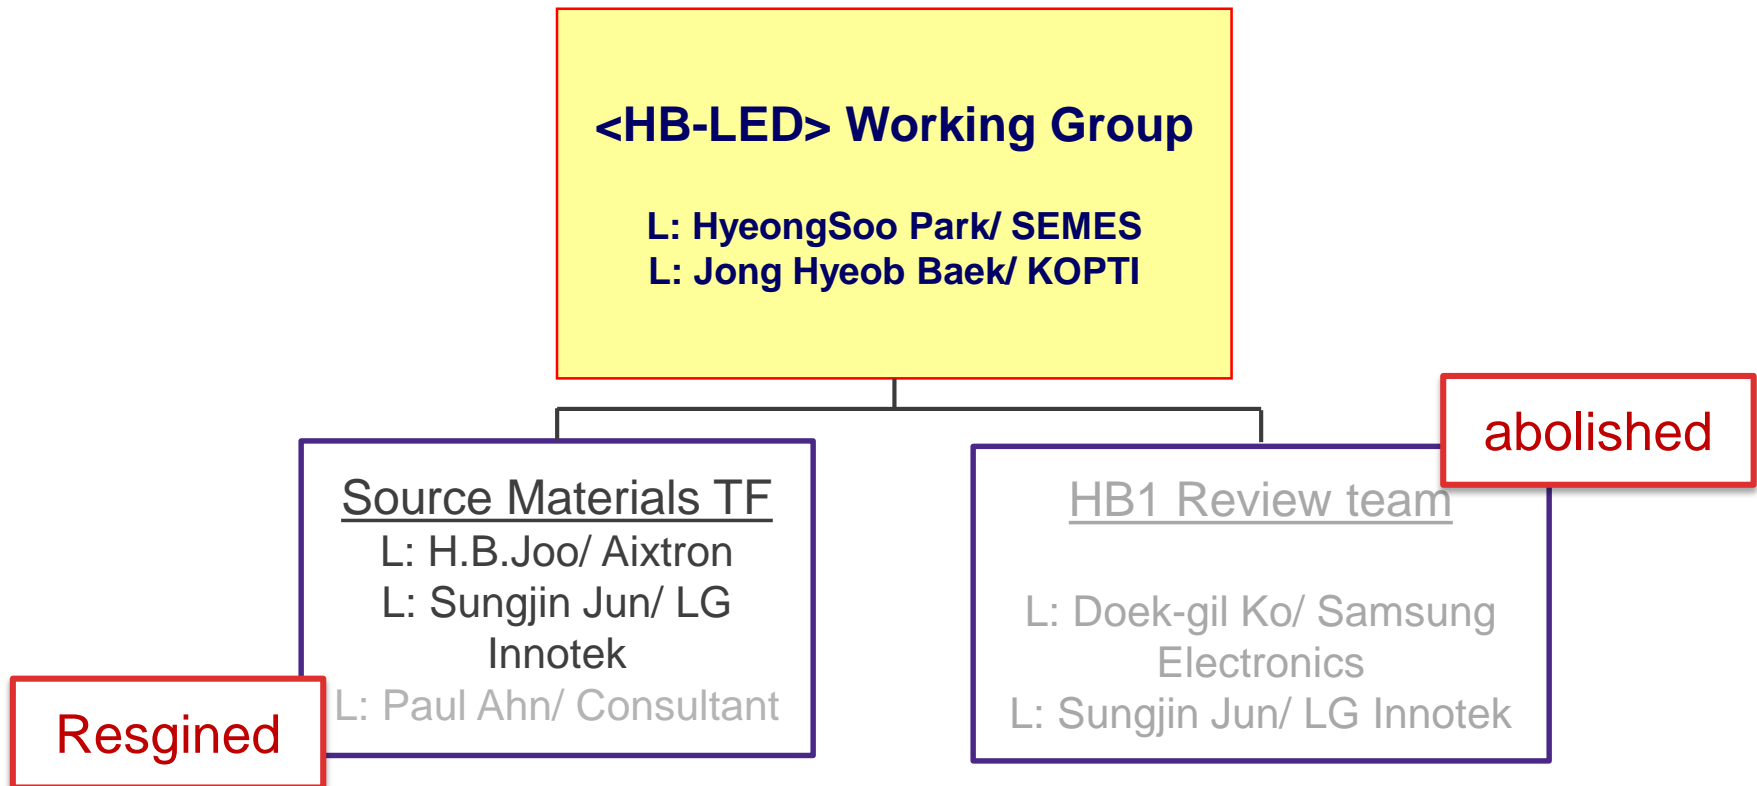 <HB-LED> Working Group
L: HyeongSoo Park/ SEMES
L: Jong Hyeob Baek/ KOPTI
abolished
Source Materials TF
L: H.B.Joo/ Aixtron
L: Sungjin Jun/ LG
Innotek
L: Paul Ahn/ Consultant
Resgined
HB1 Review team
L: Doek-gil Ko/ Samsung
Electronics
L: Sungjin Jun/ LG Innotek